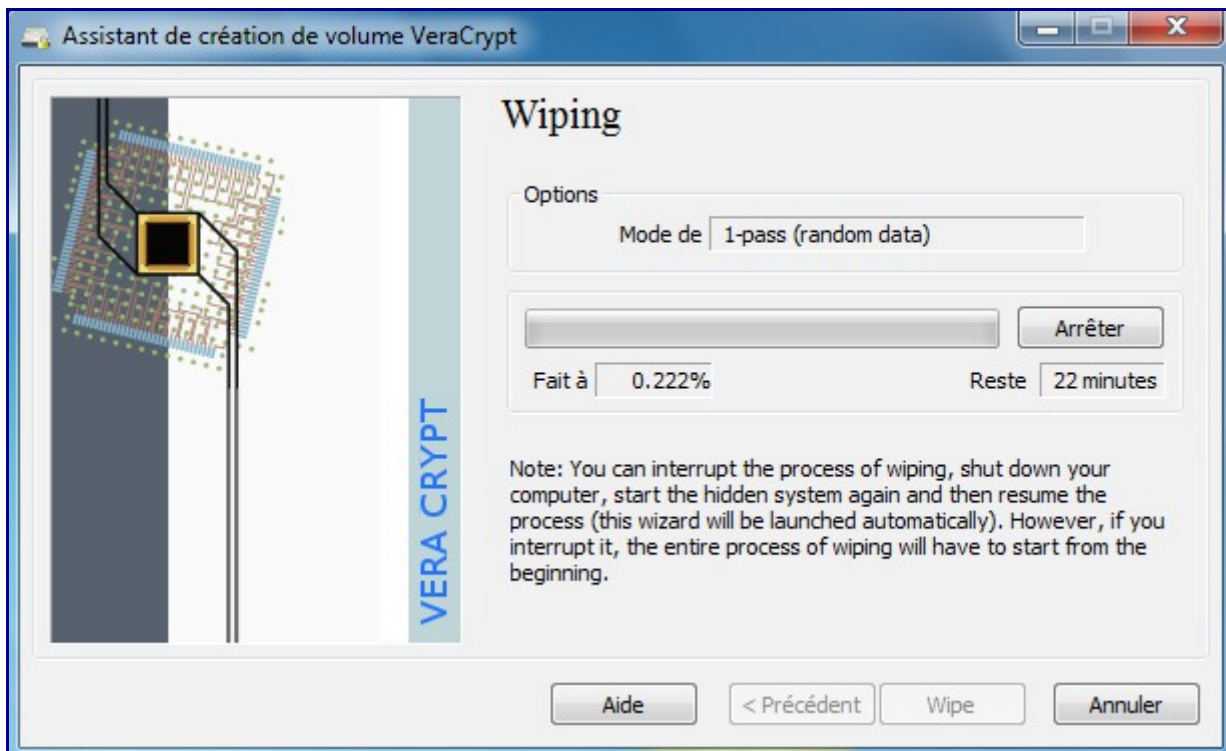 Assistant de création de volume VeraCrypt
Wiping
Options
Mode de 1-pass (random data)
Arrêter
Fait à 0.222% Reste 22 minutes
Note: You can interrupt the process of wiping, shut down your
computer, start the hidden system again and then resume the
process (this wizard will be launched automatically). However, if you
interrupt it, the entire process of wiping will have to start from the
beginning.
VERA CRYPT
Aide < Précédent Wipe Annuler